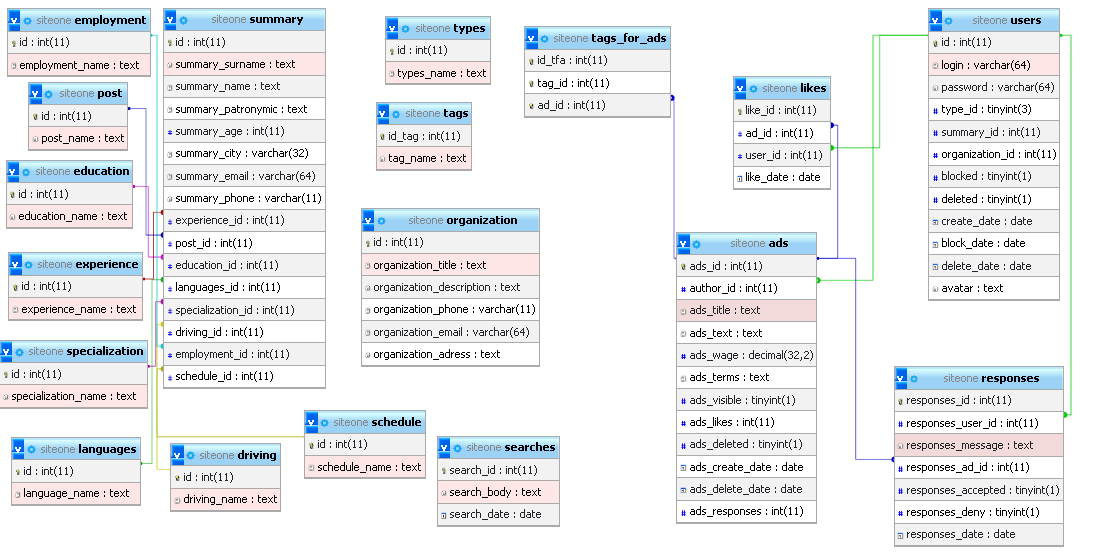 siteone employment
id : int(11)
employment_name : text
siteone post
id : int(11)
post_name : text
siteone education
id : int(11)
education_name : text
siteone experience
id : int(11)
experience_name : text
siteone specialization
id : int(11)
specialization_name : text
siteone languages
id : int(11)
language_name : text
siteone summary
id : int(11)
summary_surname : text
summary_name : text
summary_patronymic : text
summary_age : int(11)
summary_city : varchar(32)
summary_email : varchar(64)
summary_phone : varchar(11)
experience_id : int(11)
post_id : int(11)
education_id : int(11)
languages_id : int(11)
specialization_id : int(11)
driving_id : int(11)
employment_id : int(11)
schedule_id : int(11)
siteone driving
id : int(11)
driving_name : text
siteone schedule
id : int(11)
schedule_name : text
siteone types
id : int(11)
types_name : text
siteone tags
id_tag : int(11)
tag_name : text
siteone organization
id : int(11)
organization_title : text
organization_description : text
organization_phone : varchar(11)
organization_email : varchar(64)
organization_adress : text
siteone searches
search_id : int(11)
search_body : text
search_date : date
siteone tags_for_ads
id_tfa : int(11)
tag_id : int(11)
ad_id : int(11)
siteone likes
like_id : int(11)
ad_id : int(11)
user_id : int(11)
like_date : date
siteone ads
ads_id : int(11)
author_id : int(11)
ads_title : text
ads_text : text
ads_wage : decimal(32,2)
ads_terms : text
ads_visible : tinyint(1)
ads_likes : int(11)
ads_deleted : tinyint(1)
ads_create_date : date
ads_delete_date : date
ads_responses : int(11)
siteone users
id : int(11)
login : varchar(64)
password : varchar(64)
type_id : tinyint(3)
summary_id : int(11)
organization_id : int(11)
blocked : tinyint(1)
deleted : tinyint(1)
create_date : date
block_date : date
delete_date : date
avatar : text
siteone responses
responses_id : int(11)
responses_user_id : int(11)
responses_message : text
responses_ad_id : int(11)
responses_accepted : tinyint(1)
responses_deny : tinyint(1)
responses_date : date